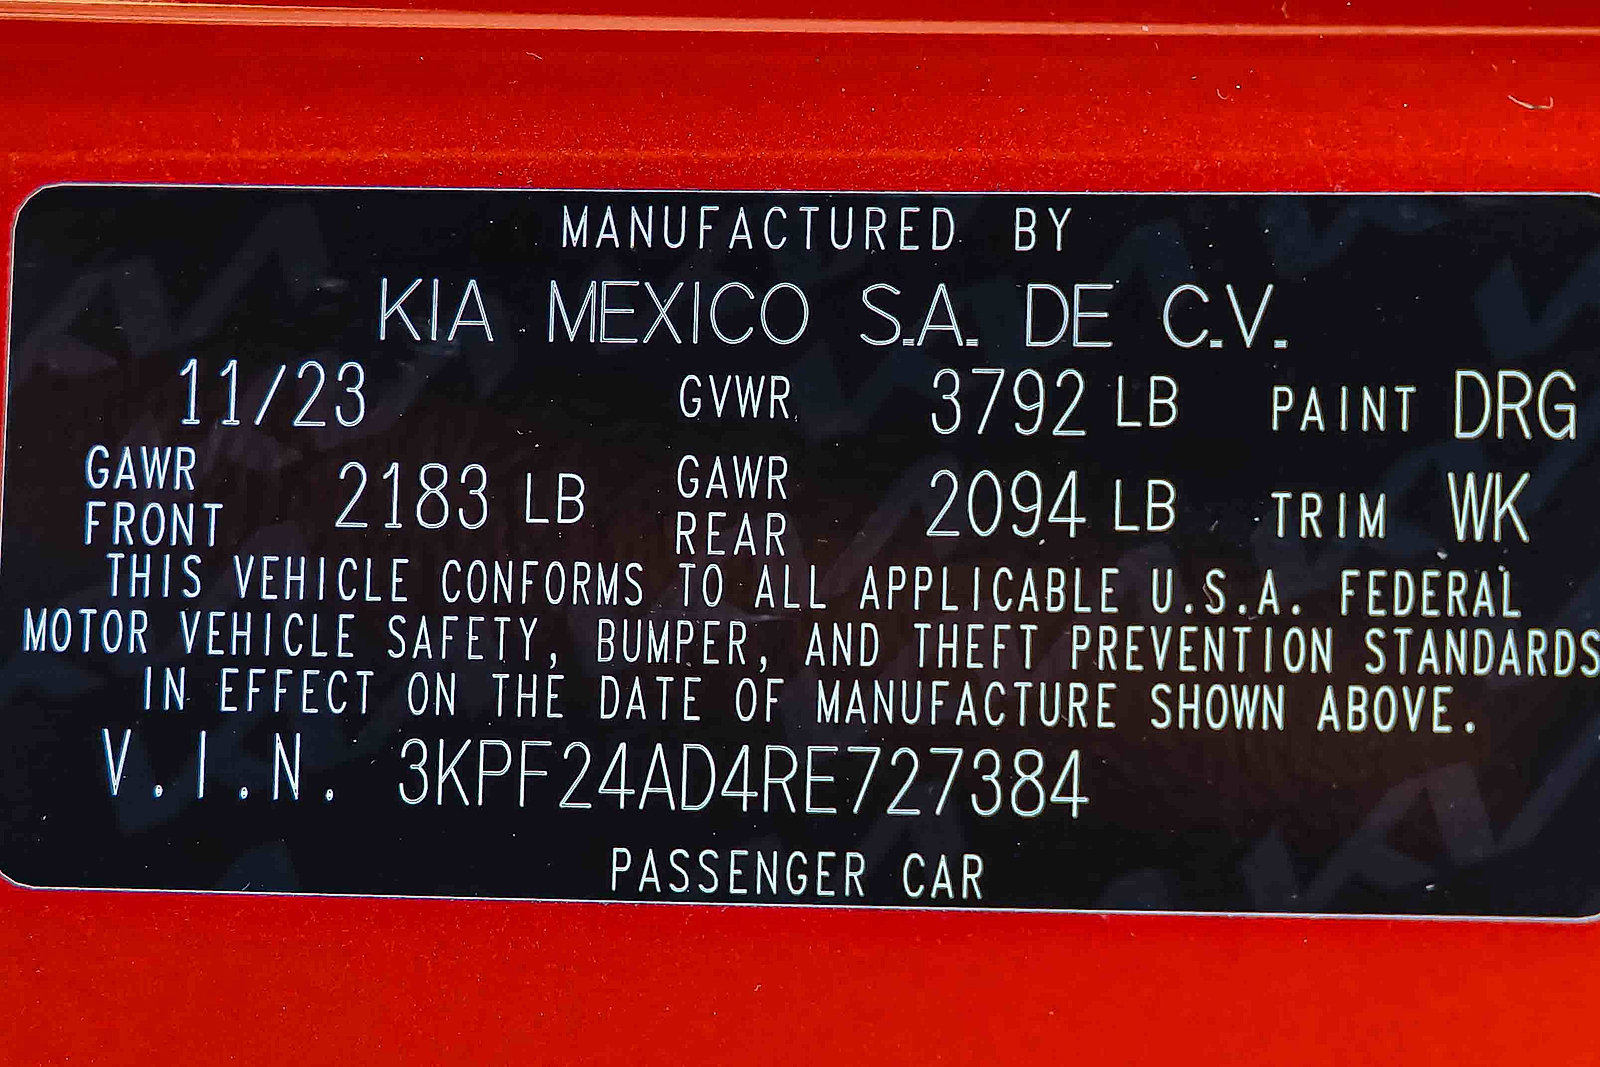 MANUFACTURED BY
KIA MEXICO S.A. DE C.V.
11/23 GVWR 3792 LB PAINT DRG
GAWR FRONT 2183 LB GAWR REAR 2094 LB TRIM WK
THIS VEHICLE CONFORMS TO ALL APPLICABLE U.S.A. FEDERAL
MOTOR VEHICLE SAFETY, BUMPER, AND THEFT PREVENTION STANDARDS
IN EFFECT ON THE DATE OF MANUFACTURE SHOWN ABOVE.
V.I.N. 3KPF24AD4RE727384
PASSENGER CAR